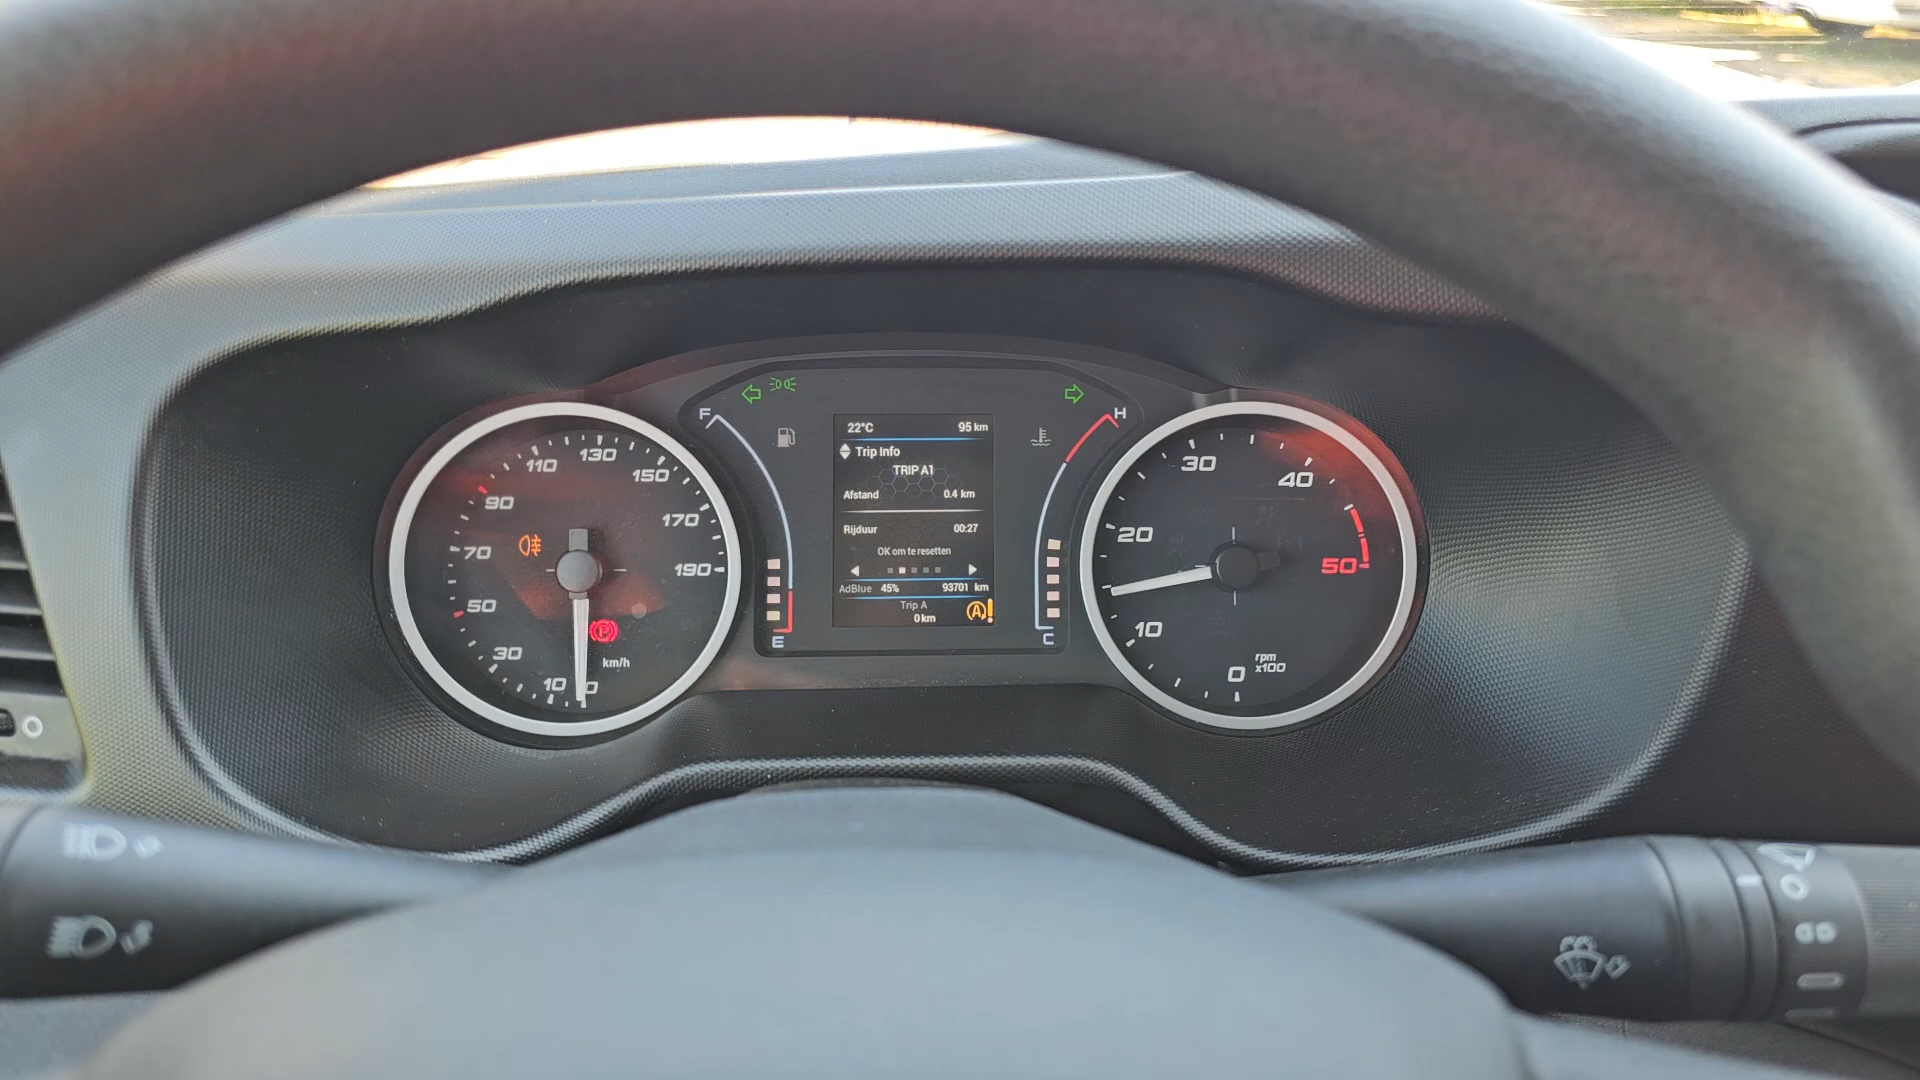 F
H
22°C 95 km
Trip Info
TRIP A1
Afstand 0.4 km
Rijduur 00:27
OK om te resetten
AdBlue 45% 93701 km
Trip A
0 km
E
C
10
30
50
70
90
110
130
150
170
190
km/h
P
A
0
10
20
30
40
50
rpm
x100